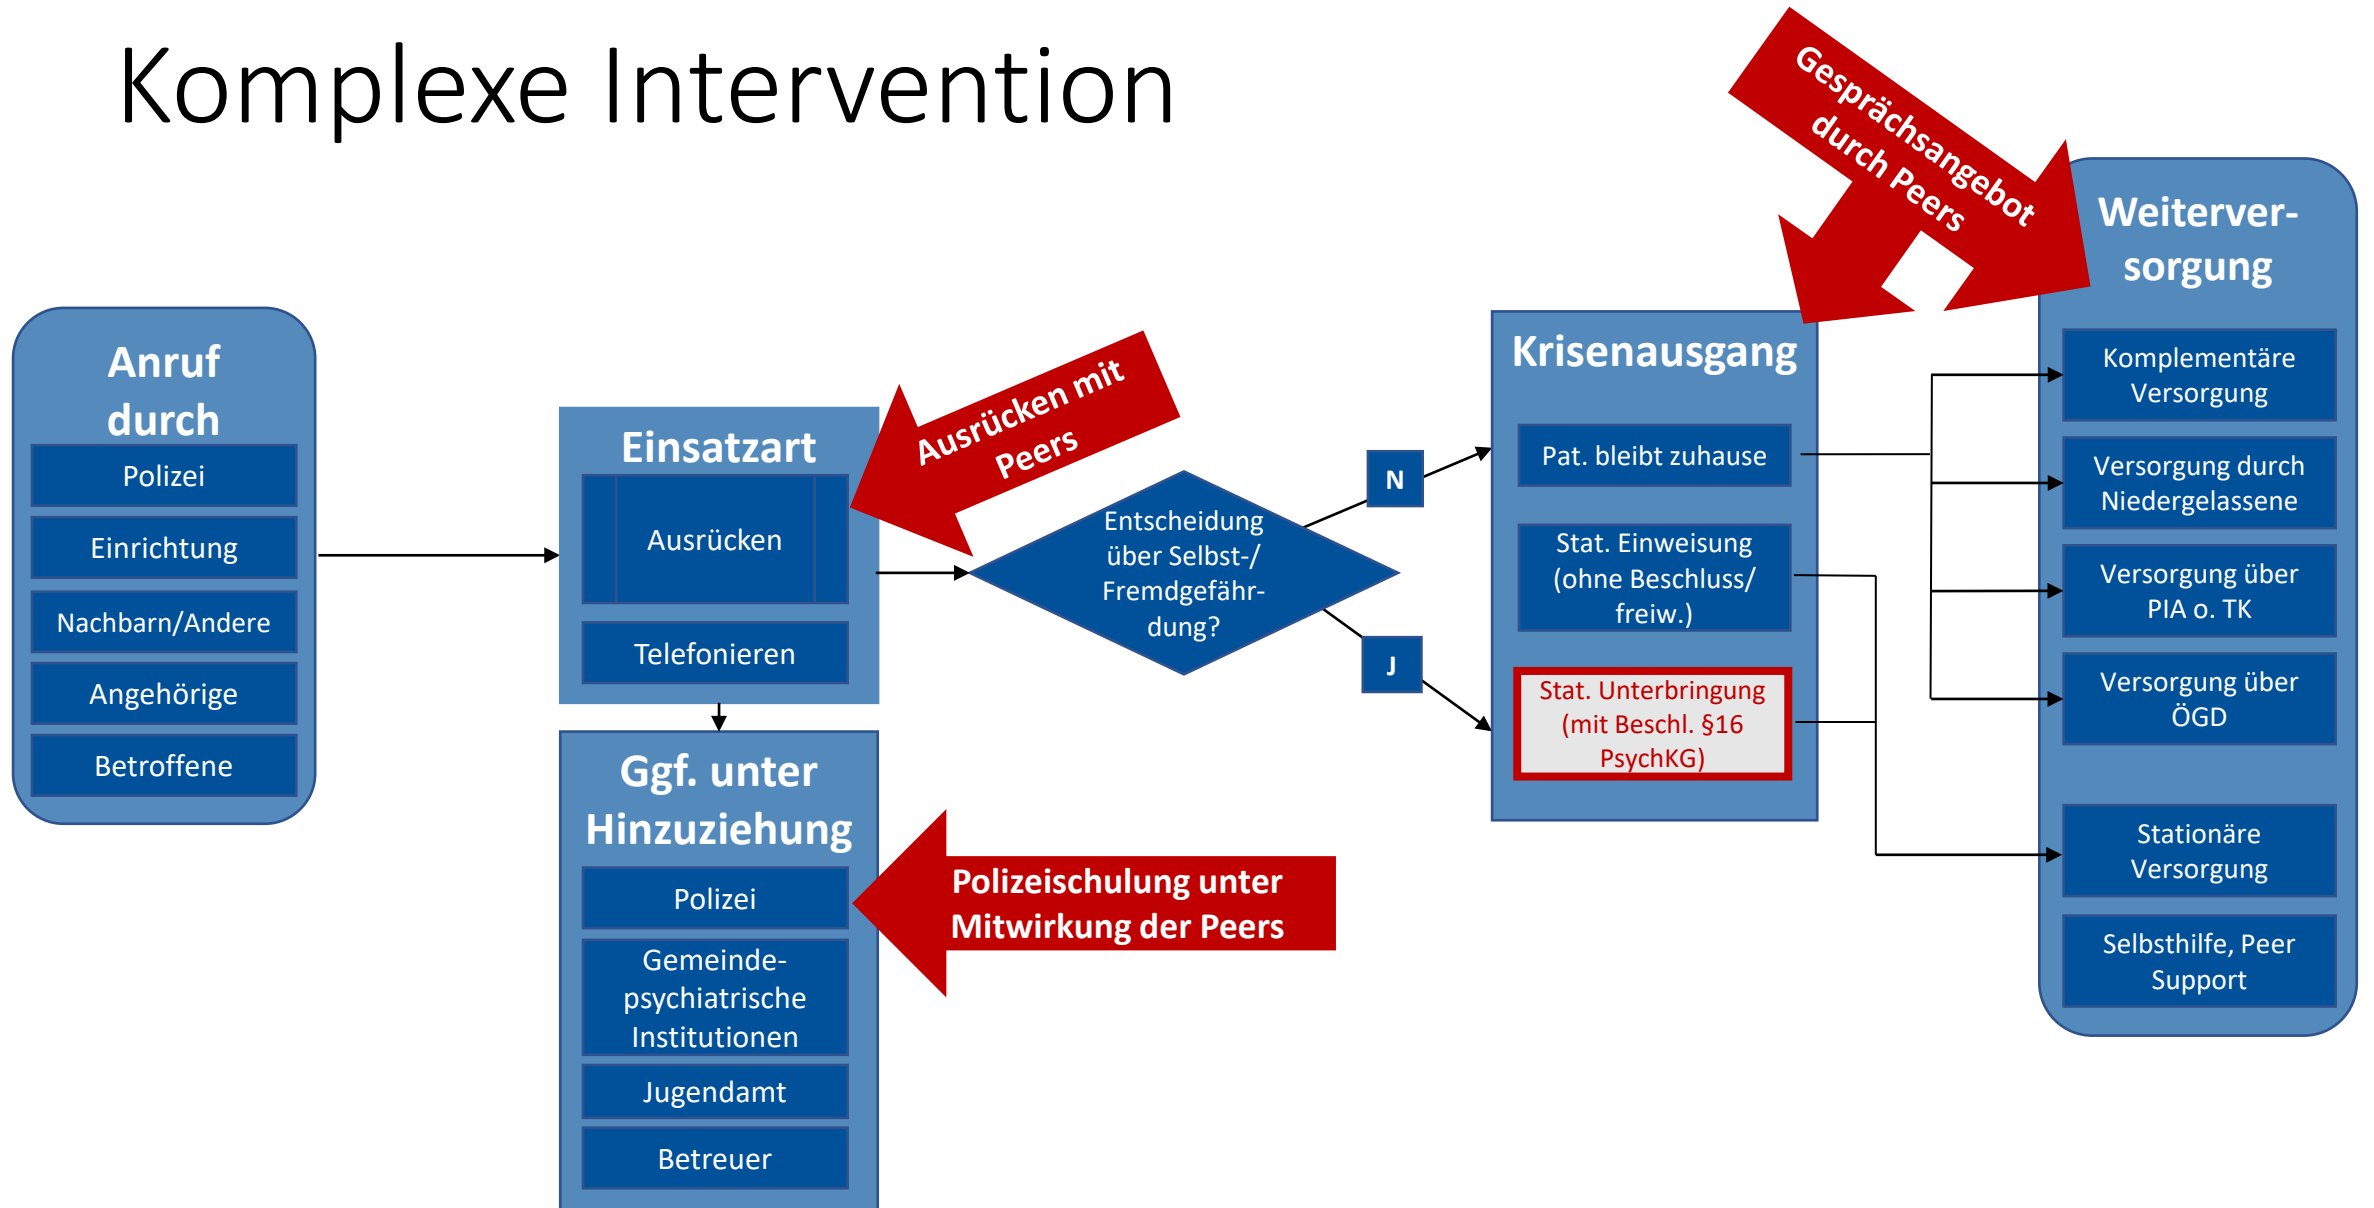 Komplexe Intervention
Gesprächsangebot
durch Peers
Anruf
durch
Polizei
Einrichtung
Nachbarn/Andere
Angehörige
Betroffene
Einsatzart
Ausrücken
Telefonieren
Ausrücken mit
Peers
Ggf. unter
Hinzuziehung
Polizei
Gemeinde-
psychiatrische
Institutionen
Jugendamt
Betreuer
Polizeischulung unter
Mitwirkung der Peers
Entscheidung
über Selbst-/
Fremdgefähr-
dung?
N
J
Krisenausgang
Pat. bleibt zuhause
Stat. Einweisung
(ohne Beschluss/
freiw.)
Stat. Unterbringung
(mit Beschl. §16
PsychKG)
Weiterver-
sorgung
Komplementäre
Versorgung
Versorgung durch
Niedergelassene
Versorgung über
PIA o. TK
Versorgung über
ÖGD
Stationäre
Versorgung
Selbsthilfe, Peer
Support